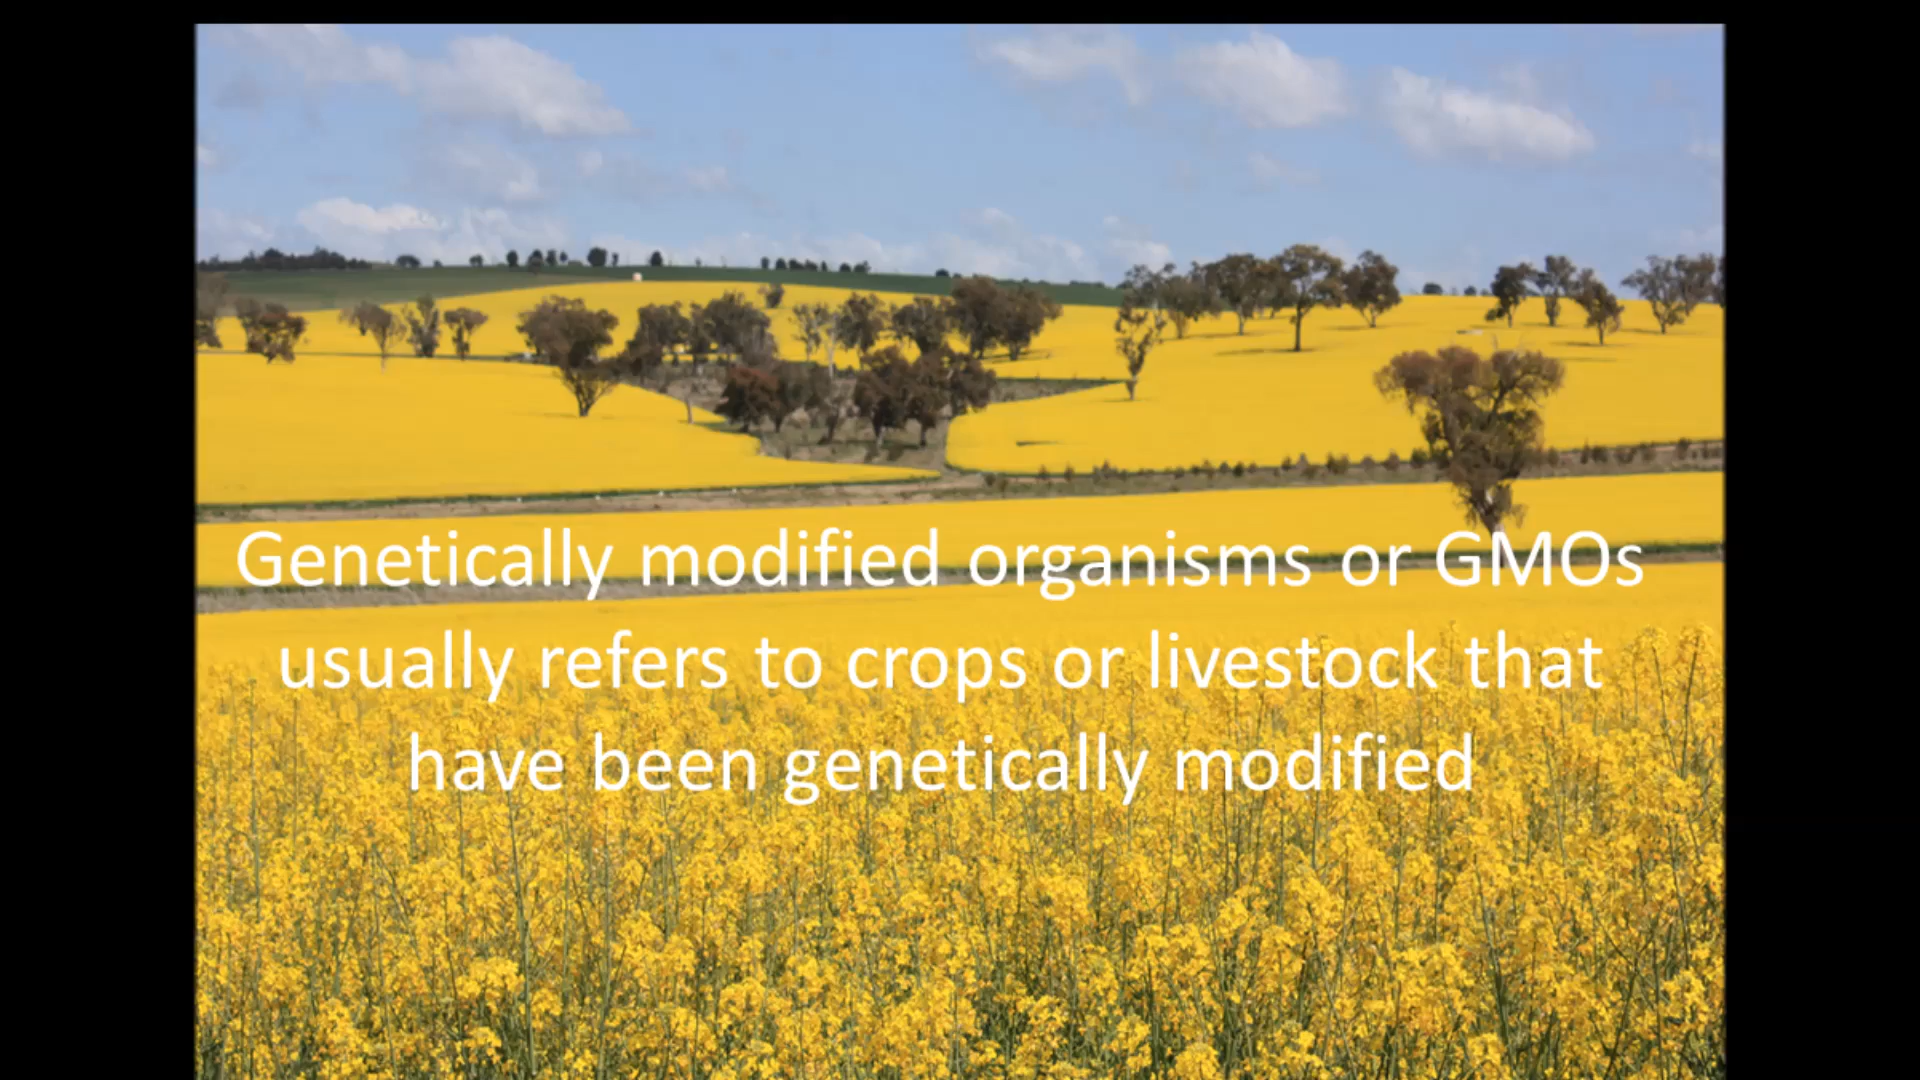 Genetically modified organisms or GMOs
usually refers to crops or livestock that
have been genetically modified